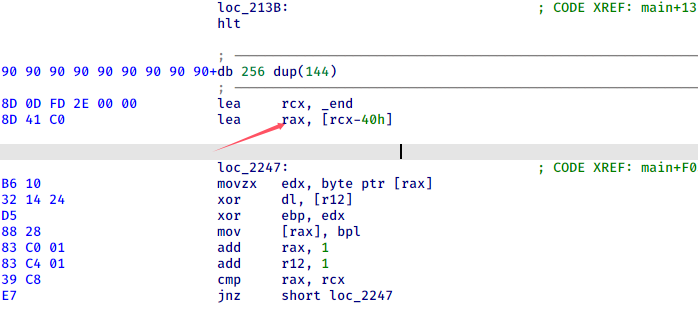 loc_213B: ; CODE XREF: main+13
hlt
; 
90 90 90 90 90 90 90 90 90 90+db 256 dup(144)
; 
8D 0D FD 2E 00 00 lea rcx, _end
8D 41 C0 lea rax, [rcx-40h]
loc_2247: ; CODE XREF: main+F0
B6 10 movzx edx, byte ptr [rax]
32 14 24 xor dl, [r12]
D5 xor ebp, edx
88 28 mov [rax], bpl
83 C0 01 add rax, 1
83 C4 01 add r12, 1
39 C8 cmp rax, rcx
E7 jnz short loc_2247